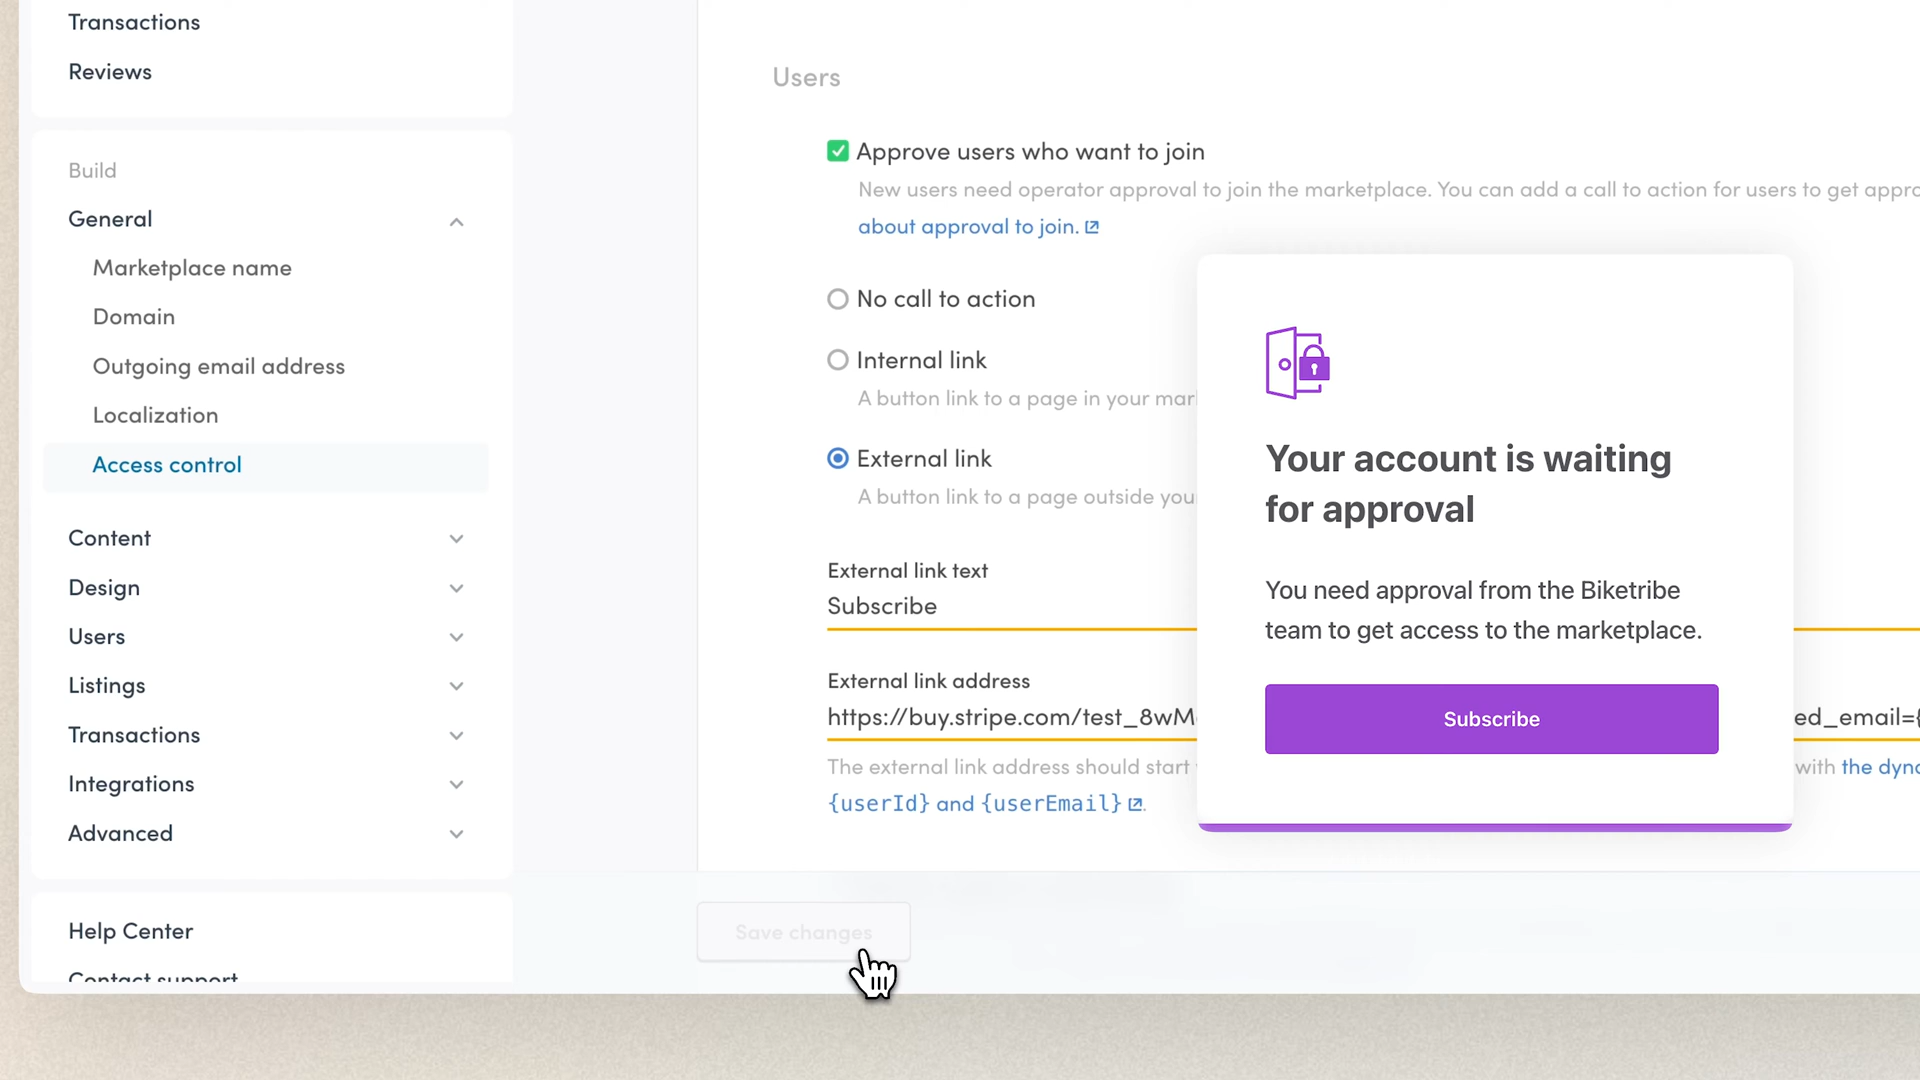 Transactions
Reviews
Build
General
Marketplace name
Domain
Outgoing email address
Localization
Access control
Content
Design
Users
Listings
Transactions
Integrations
Advanced
Help Center
Contact support
Users
Approve users who want to join
New users need operator approval to join the marketplace. You can add a call to action for users to get
about approval to join.
No call to action
Internal link
A button link to a page in your
External link
A button link to a page outside
External link text
Subscribe
External link address
https://buy.stripe.com/test_8wM
ed_email={
The external link address should start
with the
{userId} and {userEmail}.
Save changes
Your account is waiting
for approval
You need approval from the Biketribe
team to get access to the marketplace.
Subscribe